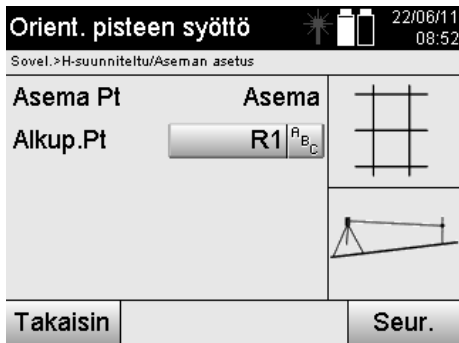 Orient. pisteen syöttö
22/06/11
08:52
Sovel.>H-suunniteltu/Aseman asetus
Asema Pt Asema
Alkup.Pt R1 ABC
Takaisin Seur.